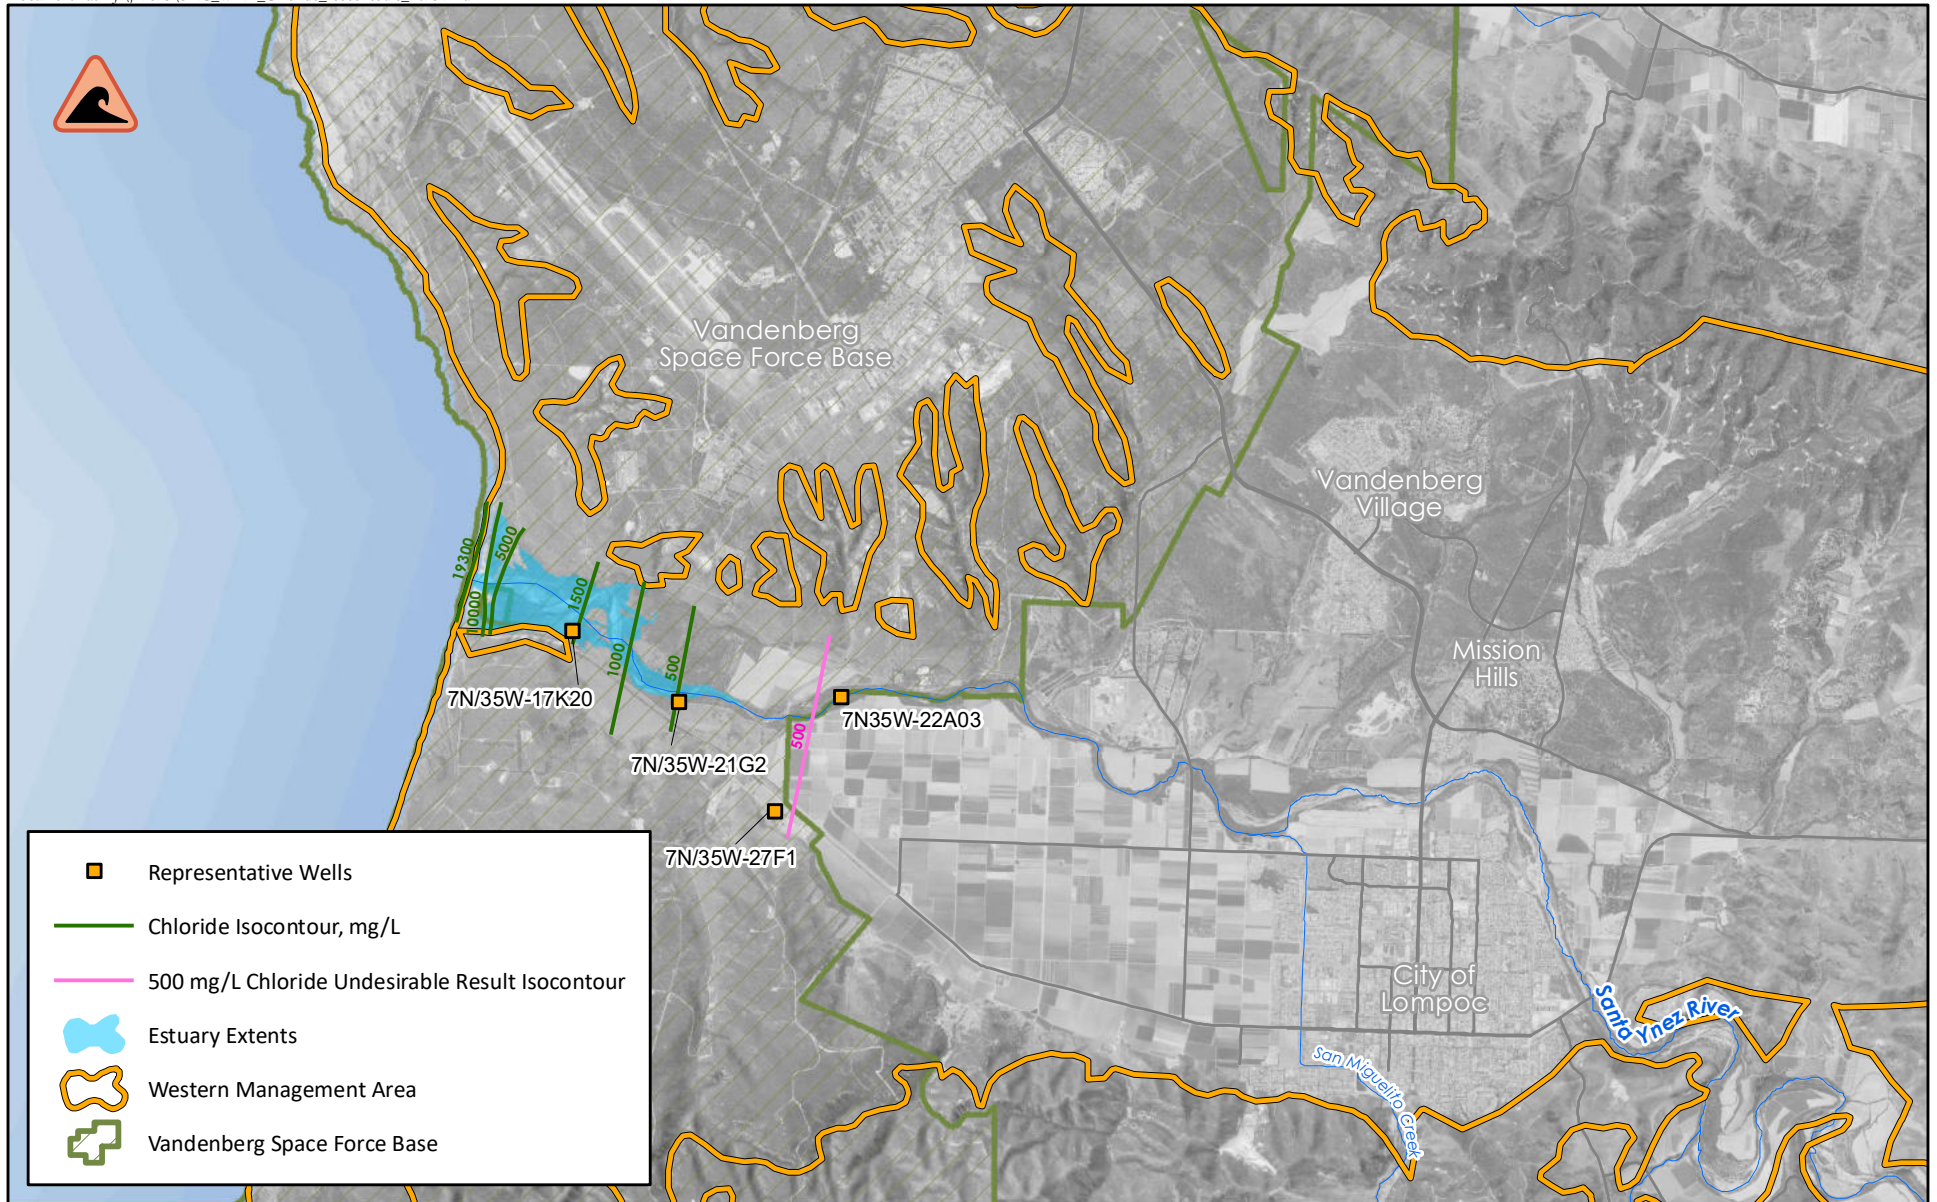 Vandenberg
Space Force Base
Vandenberg
Village
19300
5000
10000
1500
1000
500
Mission
Hills
7N/35W-17K20
7N35W-22A03
500
7N/35W-21G2
7N/35W-27F1
City of
Lompoc
Santa Ynez River
San Miguelito Creek
Representative Wells
Chloride Isocontour, mg/L
500 mg/L Chloride Undesirable Result Isocontour
Estuary Extents
Western Management Area
Vandenberg Space Force Base